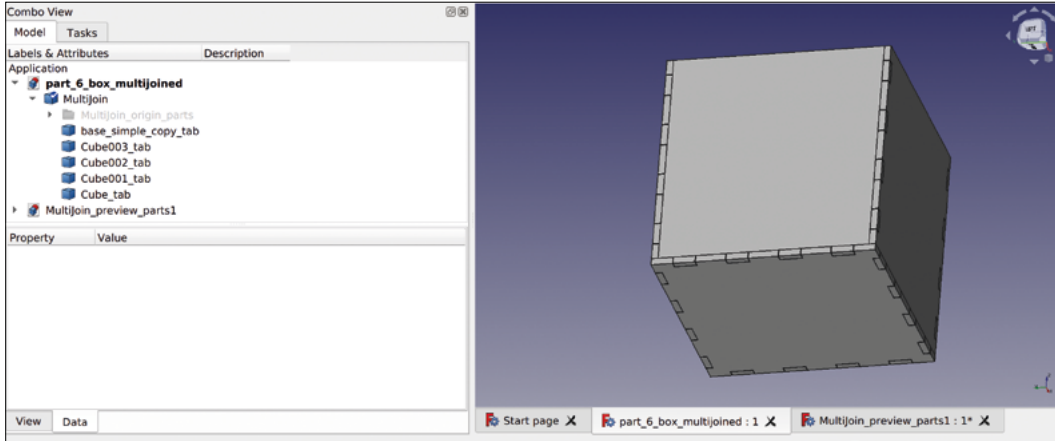 Combo View
Model Tasks
Labels & Attributes Description
Application
part_6_box_multijoined
MultiJoin
MultiJoin_origin_parts
base_simple_copy_tab
Cube003_tab
Cube002_tab
Cube001_tab
Cube_tab
MultiJoin_preview_parts1
Property Value
View Data
Start page
part_6_box_multijoined : 1
MultiJoin_preview_parts1 : 1*